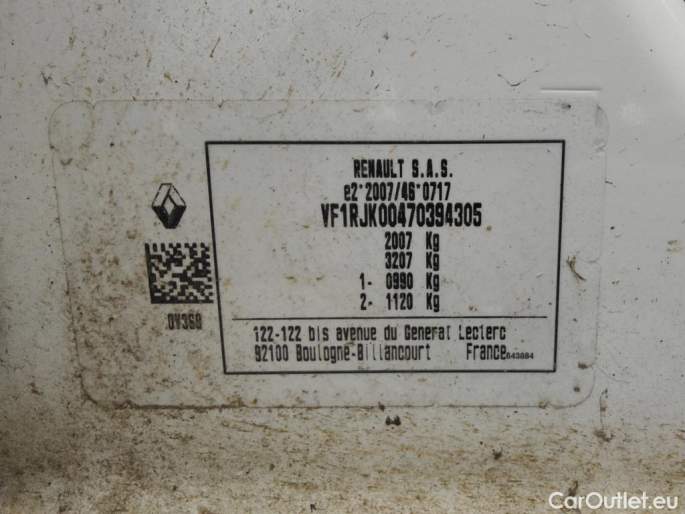 RENAULT S.A.S.
e2*2007/46*0717
VF1RJK00470394305
2007 Kg
3207 Kg
1- 0990 Kg
2- 1120 Kg
0V368
122-122 bis avenue du General Leclerc
92100 Boulogne-Billancourt France 643884
CarOutlet.eu